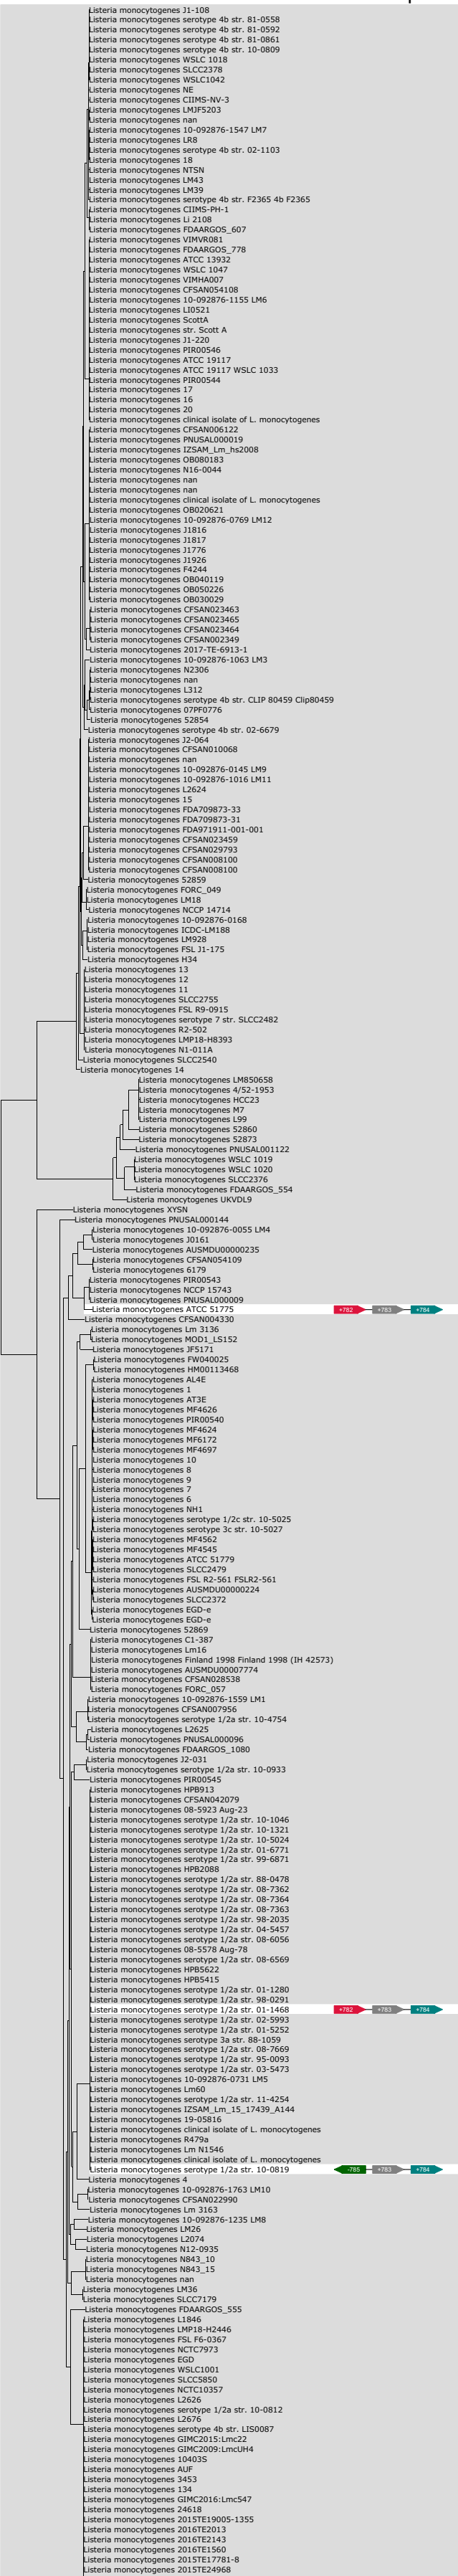 Listeria monocytogenes J1-108
Listeria monocytogenes serotype 4b str. 81-0558
Listeria monocytogenes serotype 4b str. 81-0592
Listeria monocytogenes serotype 4b str. 81-0861
Listeria monocytogenes serotype 4b str. 10-0809
Listeria monocytogenes WSLC 1018
Listeria monocytogenes SLCC2378
Listeria monocytogenes WSLC1042
Listeria monocytogenes NE
Listeria monocytogenes CIIMS-NV-3
Listeria monocytogenes LMJF5203
Listeria monocytogenes nan
Listeria monocytogenes 10-092876-1547 LM7
Listeria monocytogenes LR8
Listeria monocytogenes serotype 4b str. 02-1103
Listeria monocytogenes 18
Listeria monocytogenes NTSN
Listeria monocytogenes LM43
Listeria monocytogenes LM39
Listeria monocytogenes serotype 4b str. F2365 4b F2365
Listeria monocytogenes CIIMS-PH-1
Listeria monocytogenes Li 2108
Listeria monocytogenes FDAARGOS_607
Listeria monocytogenes VIMVR081
Listeria monocytogenes FDAARGOS_778
Listeria monocytogenes ATCC 13932
Listeria monocytogenes WSLC 1047
Listeria monocytogenes VIMHA007
Listeria monocytogenes CFSAN054108
Listeria monocytogenes 10-092876-1155 LM6
Listeria monocytogenes LI0521
Listeria monocytogenes ScottA
Listeria monocytogenes str. Scott A
Listeria monocytogenes J1-220
Listeria monocytogenes PIR00546
Listeria monocytogenes ATCC 19117
Listeria monocytogenes ATCC 19117 WSLC 1033
Listeria monocytogenes PIR00544
Listeria monocytogenes 17
Listeria monocytogenes 16
Listeria monocytogenes 20
Listeria monocytogenes clinical isolate of L. monocytogenes
Listeria monocytogenes CFSAN006122
Listeria monocytogenes PNUSAL000019
Listeria monocytogenes IZSAM_Lm_hs2008
Listeria monocytogenes OB080183
Listeria monocytogenes N16-0044
Listeria monocytogenes nan
Listeria monocytogenes nan
Listeria monocytogenes clinical isolate of L. monocytogenes
Listeria monocytogenes OB020621
Listeria monocytogenes 10-092876-0769 LM12
Listeria monocytogenes J1816
Listeria monocytogenes J1817
Listeria monocytogenes J1776
Listeria monocytogenes J1926
Listeria monocytogenes F4244
Listeria monocytogenes OB040119
Listeria monocytogenes OB050226
Listeria monocytogenes OB030029
Listeria monocytogenes CFSAN023463
Listeria monocytogenes CFSAN023465
Listeria monocytogenes CFSAN023464
Listeria monocytogenes CFSAN002349
Listeria monocytogenes 2017-TE-6913-1
Listeria monocytogenes 10-092876-1063 LM3
Listeria monocytogenes N2306
Listeria monocytogenes nan
Listeria monocytogenes L312
Listeria monocytogenes serotype 4b str. CLIP 80459 Clip80459
Listeria monocytogenes 07PF0776
Listeria monocytogenes 52854
Listeria monocytogenes serotype 4b str. 02-6679
Listeria monocytogenes J2-064
Listeria monocytogenes CFSAN010068
Listeria monocytogenes nan
Listeria monocytogenes 10-092876-0145 LM9
Listeria monocytogenes 10-092876-1016 LM11
Listeria monocytogenes L2624
Listeria monocytogenes 15
Listeria monocytogenes FDA709873-33
Listeria monocytogenes FDA709873-31
Listeria monocytogenes FDA971911-001-001
Listeria monocytogenes CFSAN023459
Listeria monocytogenes CFSAN029793
Listeria monocytogenes CFSAN008100
Listeria monocytogenes CFSAN008100
Listeria monocytogenes 52859
Listeria monocytogenes FORC_049
Listeria monocytogenes LM18
Listeria monocytogenes NCCP 14714
Listeria monocytogenes 10-092876-0168
Listeria monocytogenes ICDC-LM188
Listeria monocytogenes LM928
Listeria monocytogenes FSL J1-175
Listeria monocytogenes H34
Listeria monocytogenes 13
Listeria monocytogenes 12
Listeria monocytogenes 11
Listeria monocytogenes SLCC2755
Listeria monocytogenes FSL R9-0915
Listeria monocytogenes serotype 7 str. SLCC2482
Listeria monocytogenes R2-502
Listeria monocytogenes LMP18-H8393
Listeria monocytogenes N1-011A
Listeria monocytogenes SLCC2540
Listeria monocytogenes 14
Listeria monocytogenes LM850658
Listeria monocytogenes 4/52-1953
Listeria monocytogenes HCC23
Listeria monocytogenes M7
Listeria monocytogenes L99
Listeria monocytogenes 52860
Listeria monocytogenes 52873
Listeria monocytogenes PNUSAL001122
Listeria monocytogenes WSLC 1019
Listeria monocytogenes WSLC 1020
Listeria monocytogenes SLCC2376
Listeria monocytogenes FDAARGOS_554
Listeria monocytogenes UKVDL9
Listeria monocytogenes XYSN
Listeria monocytogenes PNUSAL000144
Listeria monocytogenes 10-092876-0055 LM4
Listeria monocytogenes J0161
Listeria monocytogenes AUSMDU00000235
Listeria monocytogenes CFSAN054109
Listeria monocytogenes 6179
Listeria monocytogenes PIR00543
Listeria monocytogenes NCCP 15743
Listeria monocytogenes PNUSAL000009
Listeria monocytogenes ATCC 51775 +782 +783 +784
Listeria monocytogenes CFSAN004330
Listeria monocytogenes Lm 3136
Listeria monocytogenes MOD1_LS152
Listeria monocytogenes JF5171
Listeria monocytogenes FW040025
Listeria monocytogenes HM00113468
Listeria monocytogenes AL4E
Listeria monocytogenes 1
Listeria monocytogenes AT3E
Listeria monocytogenes MF4626
Listeria monocytogenes PIR00540
Listeria monocytogenes MF4624
Listeria monocytogenes MF6172
Listeria monocytogenes MF4697
Listeria monocytogenes 10
Listeria monocytogenes 8
Listeria monocytogenes 9
Listeria monocytogenes 7
Listeria monocytogenes 6
Listeria monocytogenes NH1
Listeria monocytogenes serotype 1/2c str. 10-5025
Listeria monocytogenes serotype 3c str. 10-5027
Listeria monocytogenes MF4562
Listeria monocytogenes MF4545
Listeria monocytogenes ATCC 51779
Listeria monocytogenes SLCC2479
Listeria monocytogenes FSL R2-561 FSLR2-561
Listeria monocytogenes AUSMDU00000224
Listeria monocytogenes SLCC2372
Listeria monocytogenes EGD-e
Listeria monocytogenes EGD-e
Listeria monocytogenes 52869
Listeria monocytogenes C1-387
Listeria monocytogenes Lm16
Listeria monocytogenes Finland 1998 Finland 1998 (IH 42573)
Listeria monocytogenes AUSMDU00007774
Listeria monocytogenes CFSAN028538
Listeria monocytogenes FORC_057
Listeria monocytogenes 10-092876-1559 LM1
Listeria monocytogenes CFSAN007956
Listeria monocytogenes serotype 1/2a str. 10-4754
Listeria monocytogenes L2625
Listeria monocytogenes PNUSAL000096
Listeria monocytogenes FDAARGOS_1080
Listeria monocytogenes J2-031
Listeria monocytogenes serotype 1/2a str. 10-0933
Listeria monocytogenes PIR00545
Listeria monocytogenes HPB913
Listeria monocytogenes CFSAN042079
Listeria monocytogenes 08-5923 Aug-23
Listeria monocytogenes serotype 1/2a str. 10-1046
Listeria monocytogenes serotype 1/2a str. 10-1321
Listeria monocytogenes serotype 1/2a str. 10-5024
Listeria monocytogenes serotype 1/2a str. 01-6771
Listeria monocytogenes serotype 1/2a str. 99-6871
Listeria monocytogenes HPB2088
Listeria monocytogenes serotype 1/2a str. 88-0478
Listeria monocytogenes serotype 1/2a str. 08-7362
Listeria monocytogenes serotype 1/2a str. 08-7364
Listeria monocytogenes serotype 1/2a str. 08-7363
Listeria monocytogenes serotype 1/2a str. 98-2035
Listeria monocytogenes serotype 1/2a str. 04-5457
Listeria monocytogenes serotype 1/2a str. 08-6056
Listeria monocytogenes 08-5578 Aug-78
Listeria monocytogenes serotype 1/2a str. 08-6569
Listeria monocytogenes HPB5622
Listeria monocytogenes HPB5415
Listeria monocytogenes serotype 1/2a str. 01-1280
Listeria monocytogenes serotype 1/2a str. 98-0291
Listeria monocytogenes serotype 1/2a str. 01-1468 +782 +783 +784
Listeria monocytogenes serotype 1/2a str. 02-5993
Listeria monocytogenes serotype 1/2a str. 01-5252
Listeria monocytogenes serotype 3a str. 88-1059
Listeria monocytogenes serotype 1/2a str. 08-7669
Listeria monocytogenes serotype 1/2a str. 95-0093
Listeria monocytogenes serotype 1/2a str. 03-5473
Listeria monocytogenes 10-092876-0731 LM5
Listeria monocytogenes Lm60
Listeria monocytogenes serotype 1/2a str. 11-4254
Listeria monocytogenes IZSAM_Lm_15_17439_A144
Listeria monocytogenes 19-05816
Listeria monocytogenes clinical isolate of L. monocytogenes
Listeria monocytogenes R479a
Listeria monocytogenes Lm N1546
Listeria monocytogenes clinical isolate of L. monocytogenes
Listeria monocytogenes serotype 1/2a str. 10-0819 -785 +783 +784
Listeria monocytogenes 4
Listeria monocytogenes 10-092876-1763 LM10
Listeria monocytogenes CFSAN022990
Listeria monocytogenes Lm 3163
Listeria monocytogenes 10-092876-1235 LM8
Listeria monocytogenes LM26
Listeria monocytogenes L2074
Listeria monocytogenes N12-0935
Listeria monocytogenes N843_10
Listeria monocytogenes N843_15
Listeria monocytogenes nan
Listeria monocytogenes LM36
Listeria monocytogenes SLCC7179
Listeria monocytogenes FDAARGOS_555
Listeria monocytogenes L1846
Listeria monocytogenes LMP18-H2446
Listeria monocytogenes FSL F6-0367
Listeria monocytogenes NCTC7973
Listeria monocytogenes EGD
Listeria monocytogenes WSLC1001
Listeria monocytogenes SLCC5850
Listeria monocytogenes NCTC10357
Listeria monocytogenes L2626
Listeria monocytogenes serotype 1/2a str. 10-0812
Listeria monocytogenes L2676
Listeria monocytogenes serotype 4b str. LIS0087
Listeria monocytogenes GIMC2015:Lmc22
Listeria monocytogenes GIMC2009:LmcUH4
Listeria monocytogenes 10403S
Listeria monocytogenes AUF
Listeria monocytogenes 3453
Listeria monocytogenes 134
Listeria monocytogenes GIMC2016:Lmc547
Listeria monocytogenes 24618
Listeria monocytogenes 2015TE19005-1355
Listeria monocytogenes 2016TE2013
Listeria monocytogenes 2016TE2143
Listeria monocytogenes 2016TE1560
Listeria monocytogenes 2015TE17781-8
Listeria monocytogenes 2015TE24968